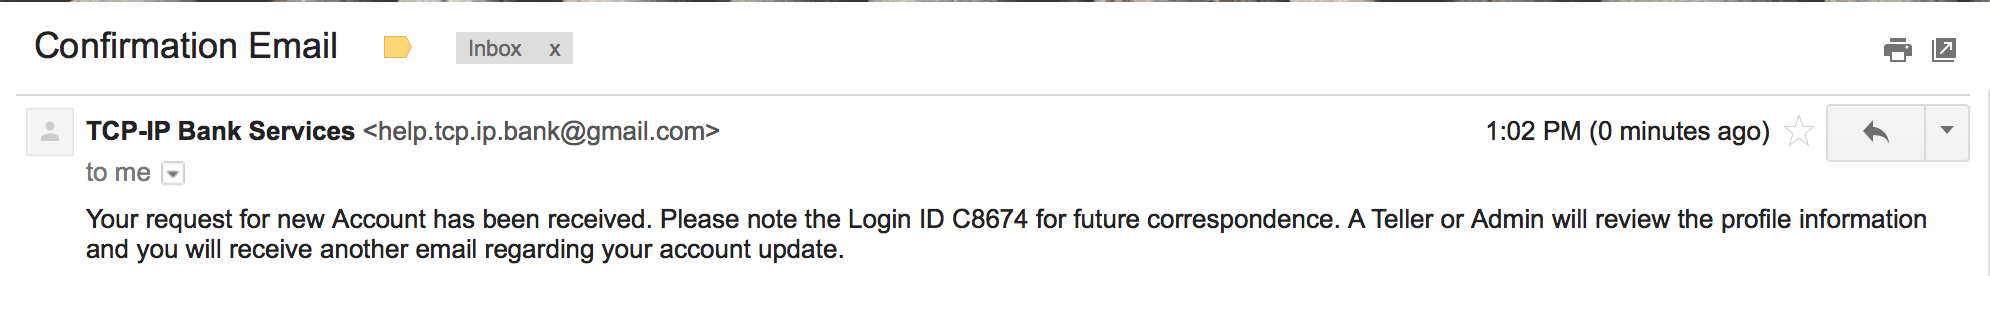 Confirmation Email Inbox x
TCP-IP Bank Services <help.tcp.ip.bank@gmail.com> 1:02 PM (0 minutes ago)
to me
Your request for new Account has been received. Please note the Login ID C8674 for future correspondence. A Teller or Admin will review the profile information
and you will receive another email regarding your account update.